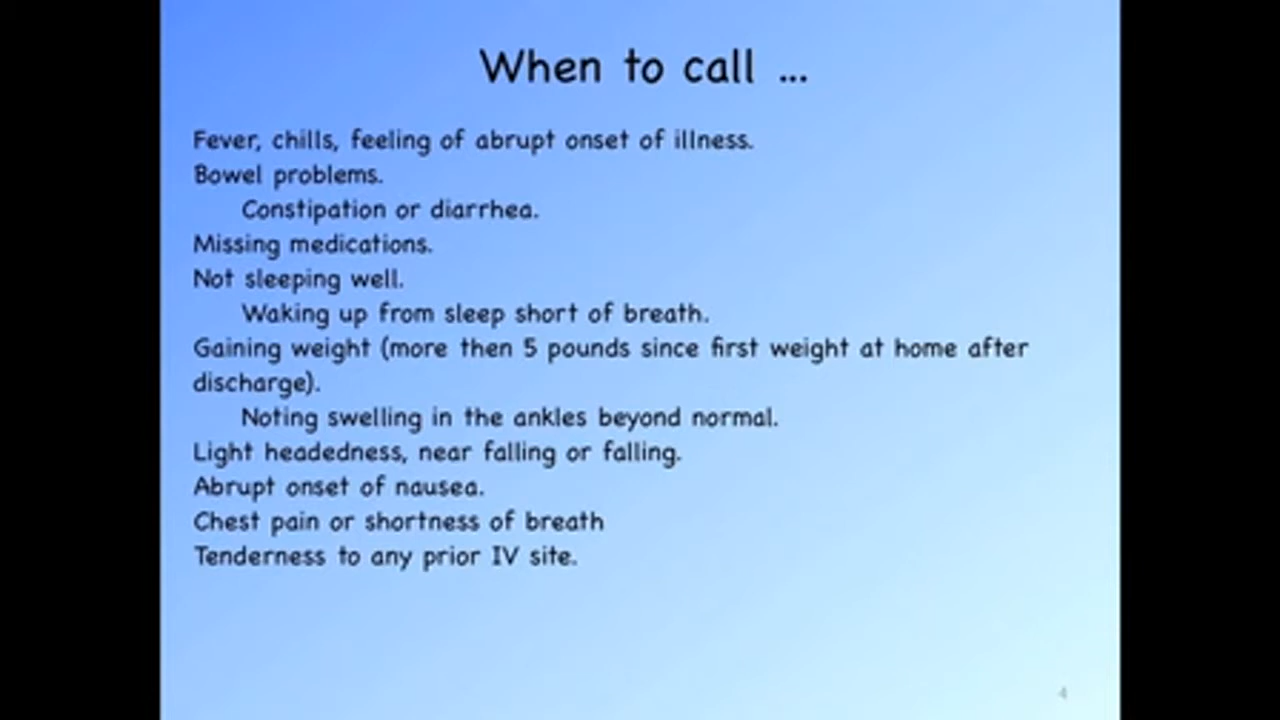 When to call ...
Fever, chills, feeling of abrupt onset of illness.
Bowel problems.
Constipation or diarrhea.
Missing medications.
Not sleeping well.
Waking up from sleep short of breath.
Gaining weight (more then 5 pounds since first weight at home after
discharge).
Noting swelling in the ankles beyond normal.
Light headedness, near falling or falling.
Abrupt onset of nausea.
Chest pain or shortness of breath
Tenderness to any prior IV site.
4